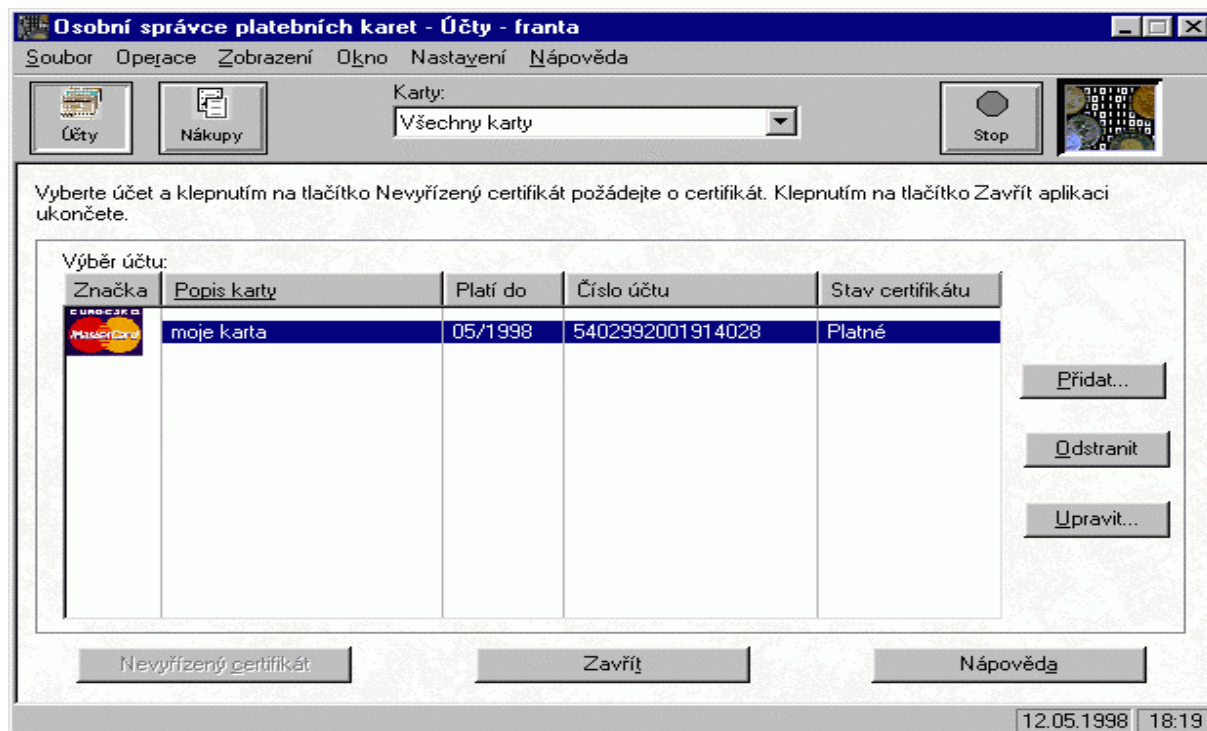 Osobní správce platebních karet - Účty - franta
Soubor Operace Zobrazení Okno Nastavení Nápověda
Karty:
Účty Nákupy Všechny karty Stop
Vyberte účet a klepnutím na tlačítko Nevyřízený certifikát požádejte o certifikát. Klepnutím na tlačítko Zavřít aplikaci
ukončete.
Výběr účtu:
Značka Popis karty Platí do Číslo účtu Stav certifikátu
EUROCARD
MasterCard moje karta 05/1998 5402992001914028 Platné
Přidat...
Odstranit
Upravit...
Nevyřízený certifikát Zavřít Nápověda
12.05.1998 18:19